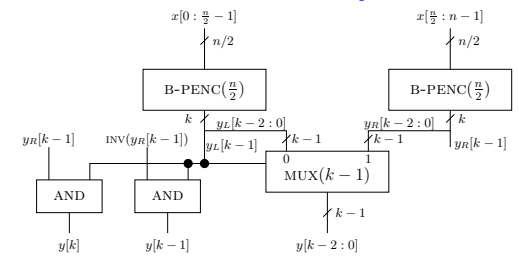 x[0 : n/2 − 1] x[n/2 : n − 1]
n/2 n/2
B-PENC(n/2) B-PENC(n/2)
k k
y_L[k − 2 : 0] y_R[k − 2 : 0]
y_R[k − 1] INV(y_R[k − 1]) y_L[k − 1] k − 1 k − 1 y_R[k − 1]
0 1
AND AND MUX(k − 1)
k − 1
y[k] y[k − 1] y[k − 2 : 0]